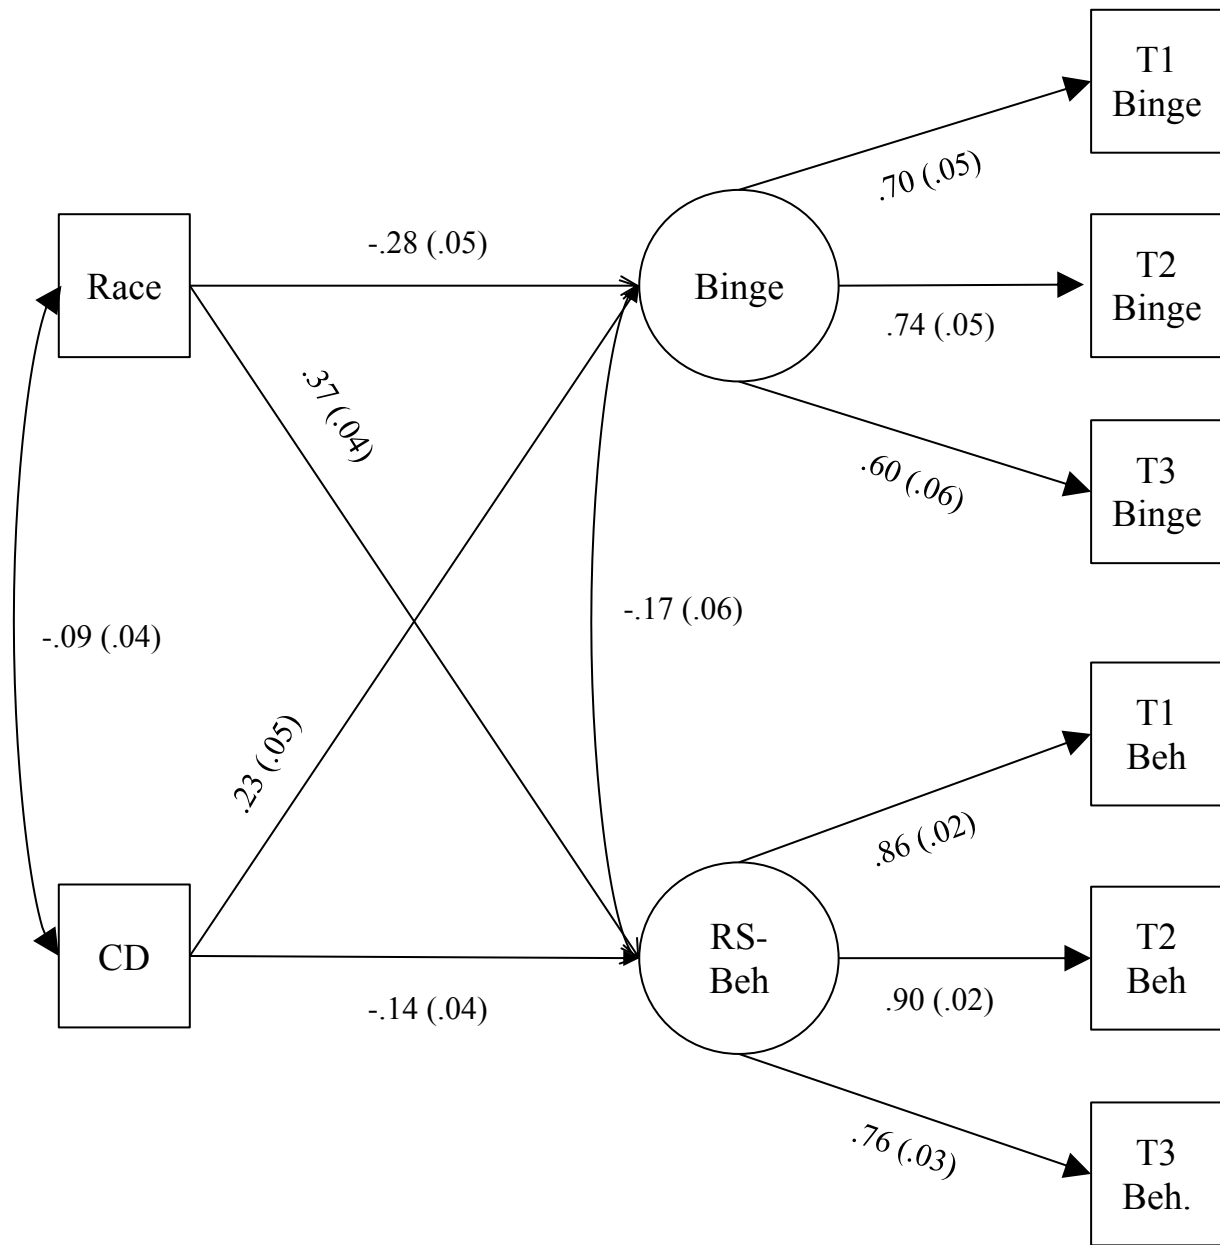 T1
Binge
.70 (.05)
Race
-.28 (.05)
Binge
T2
Binge
.74 (.05)
.37 (.04)
.60 (.06)
T3
Binge
-.09 (.04)
-.17 (.06)
.23 (.05)
T1
Beh
.86 (.02)
CD
-.14 (.04)
RS-
Beh
.90 (.02)
T2
Beh
.76 (.03)
T3
Beh.